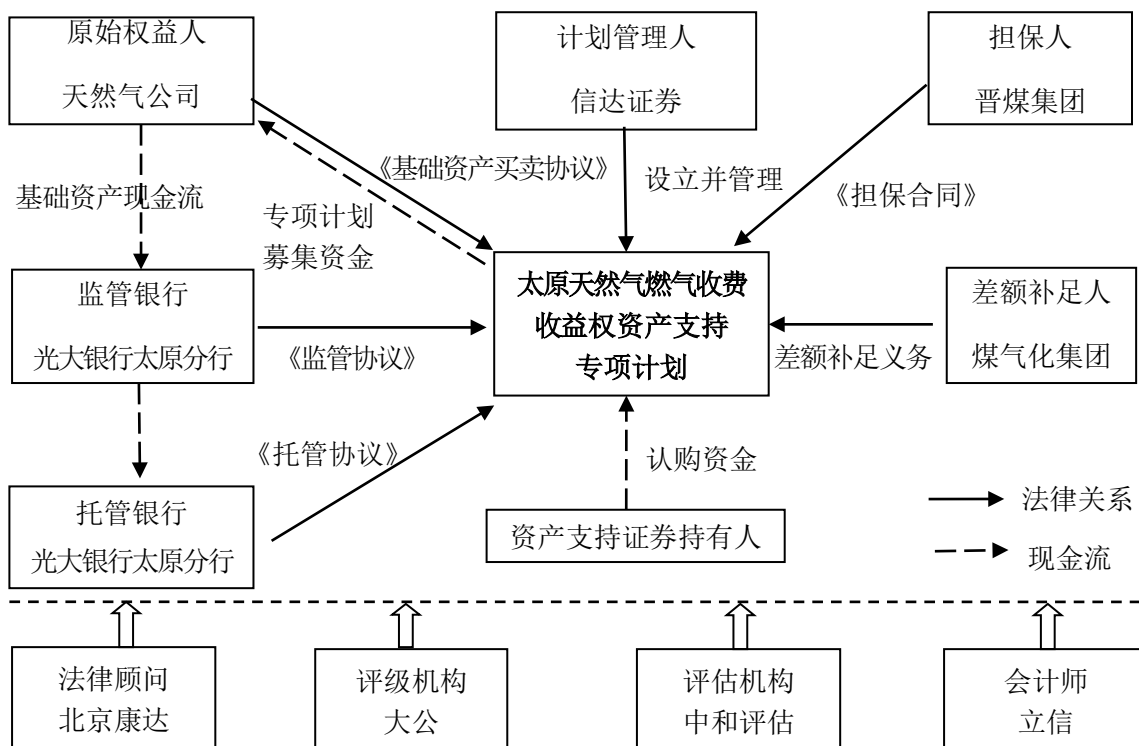 原始权益人
天然气公司
计划管理人
信达证券
担保人
晋煤集团
《基础资产买卖协议》
设立并管理
《担保合同》
基础资产现金流
专项计划
募集资金
监管银行
光大银行太原分行
《监管协议》
太原天然气燃气收费
收益权资产支持
专项计划
差额补足义务
差额补足人
煤气化集团
《托管协议》
认购资金
托管银行
光大银行太原分行
资产支持证券持有人
法律关系
现金流
法律顾问
北京康达
评级机构
大公
评估机构
中和评估
会计师
立信